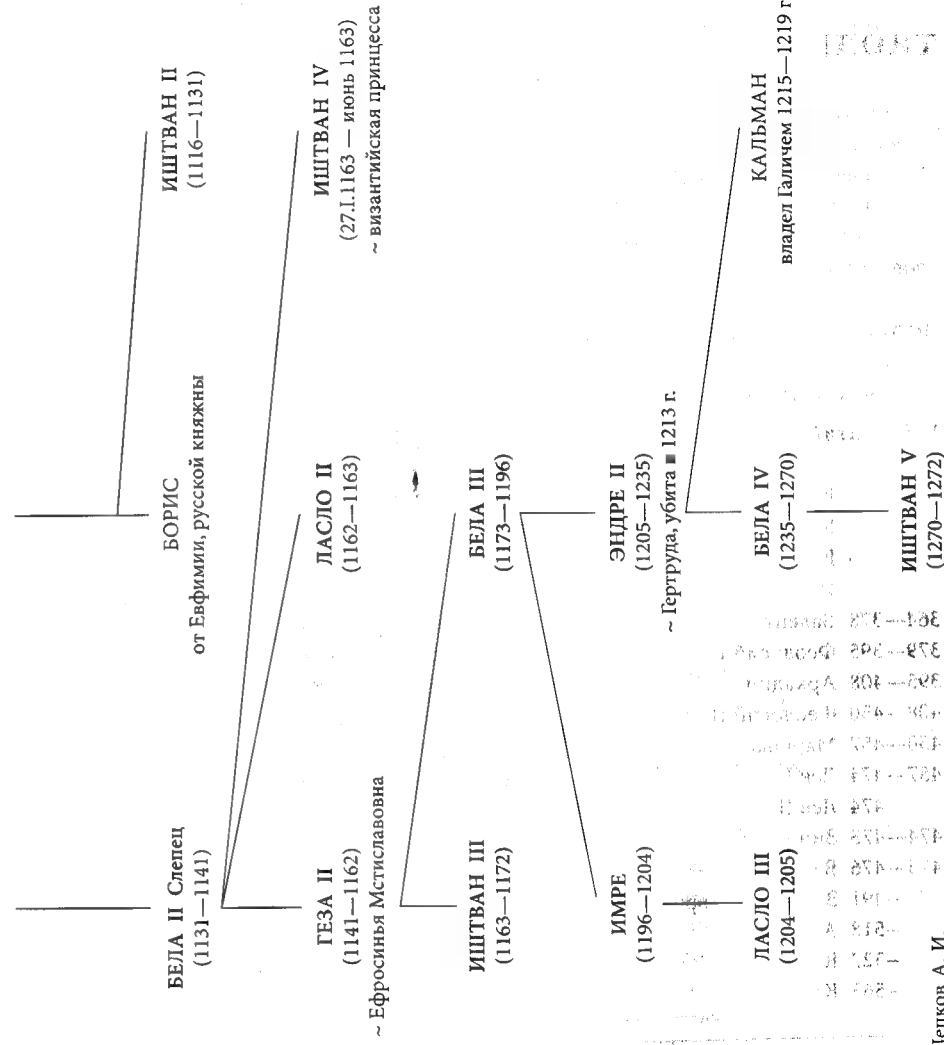 БЕЛА II Слепец
(1131—1141)
БОРИС
от Евфимии, русской княжны
ИШТВАН II
(1116—1131)
ГЕЗА II
(1141—1162)
~ Ефросинья Мстиславовна
ЛАСЛО II
(1162—1163)
ИШТВАН IV
(27.I.1163 — июнь 1163)
~ византийская принцесса
ИШТВАН III
(1163—1172)
БЕЛА III
(1173—1196)
ИМРЕ
(1196—1204)
ЭНДРЕ II
(1205—1235)
~ Гертруда, убита в 1213 г.
ЛАСЛО III
(1204—1205)
БЕЛА IV
(1235—1270)
КАЛЬМАН
владел Галичем 1215—1219 г
ИШТВАН V
(1270—1272)
А. И.